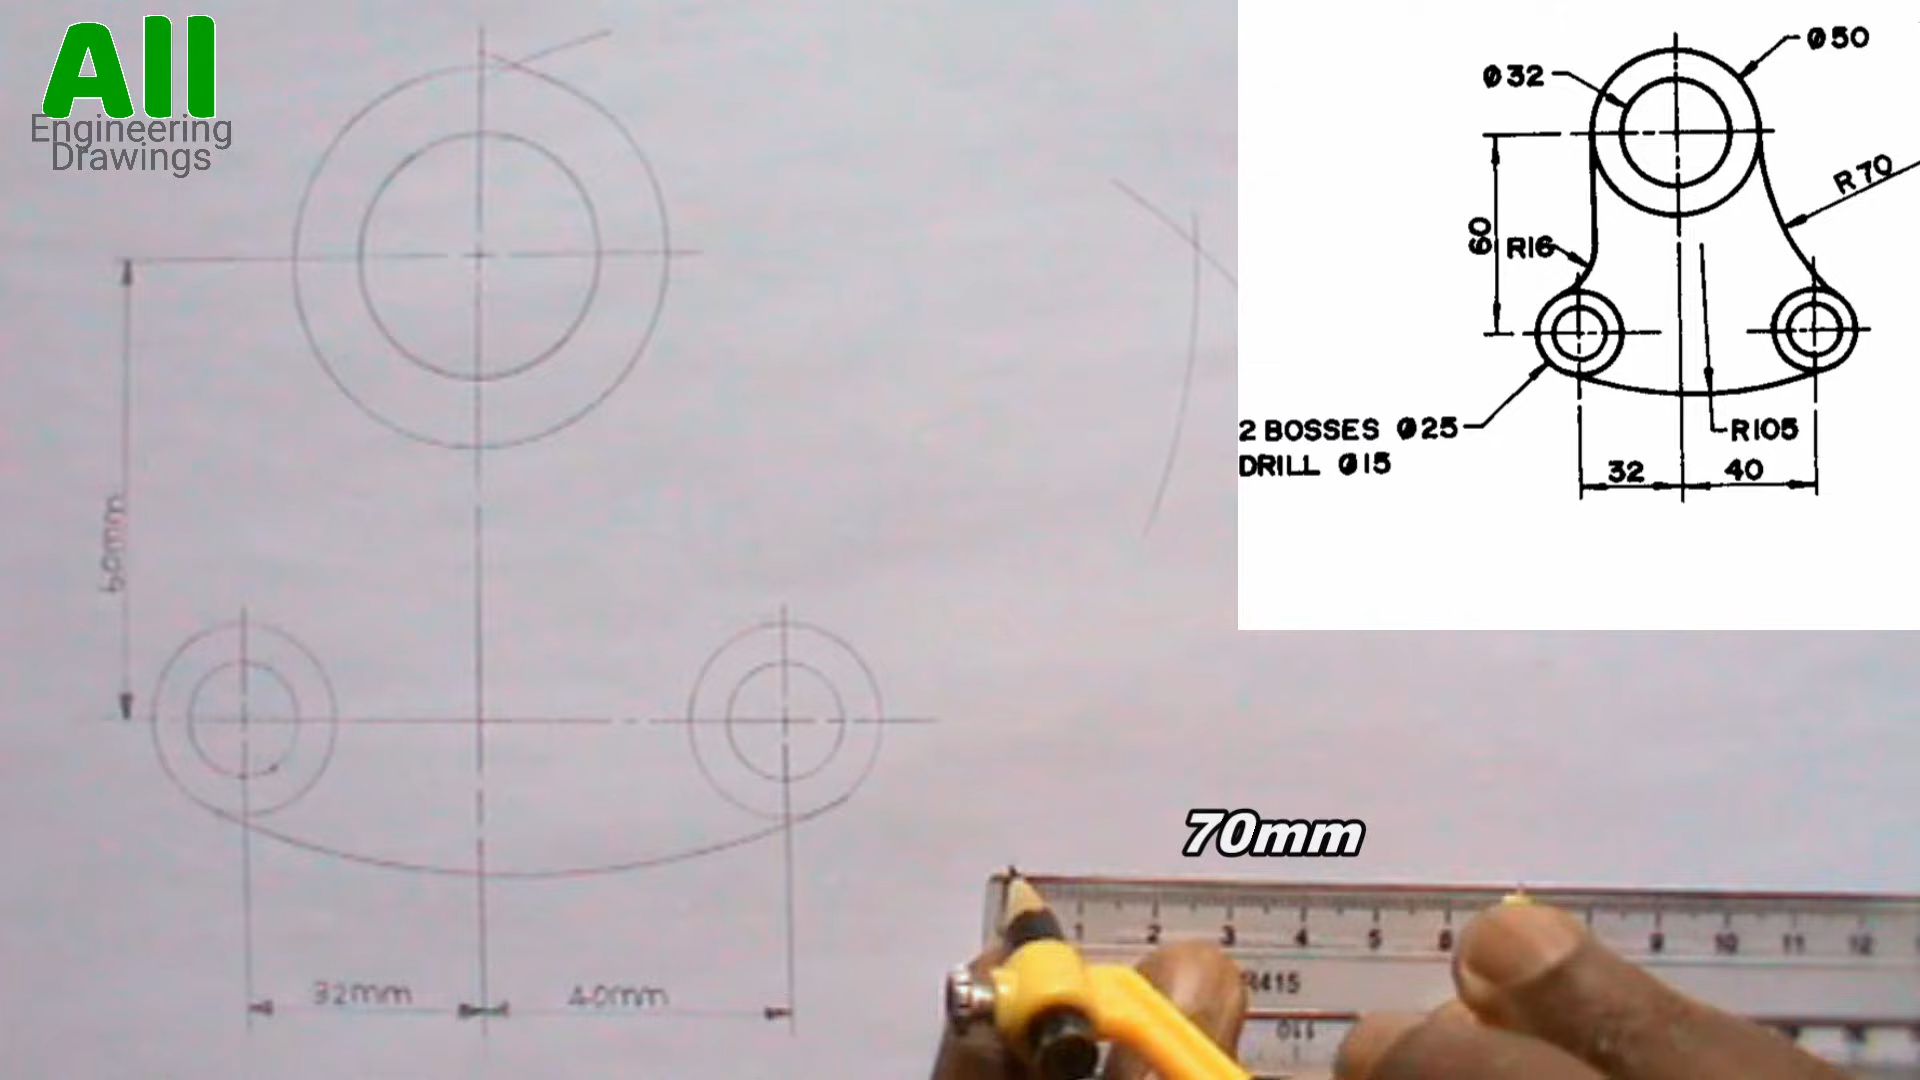 All
Engineering
Drawings
60mm
32mm
40mm
Ø50
Ø32
R70
60
R16
2 BOSSES Ø25
DRILL Ø15
R105
32
40
70mm
1 2 3 4 5 6 9 10 11 12
R415
110